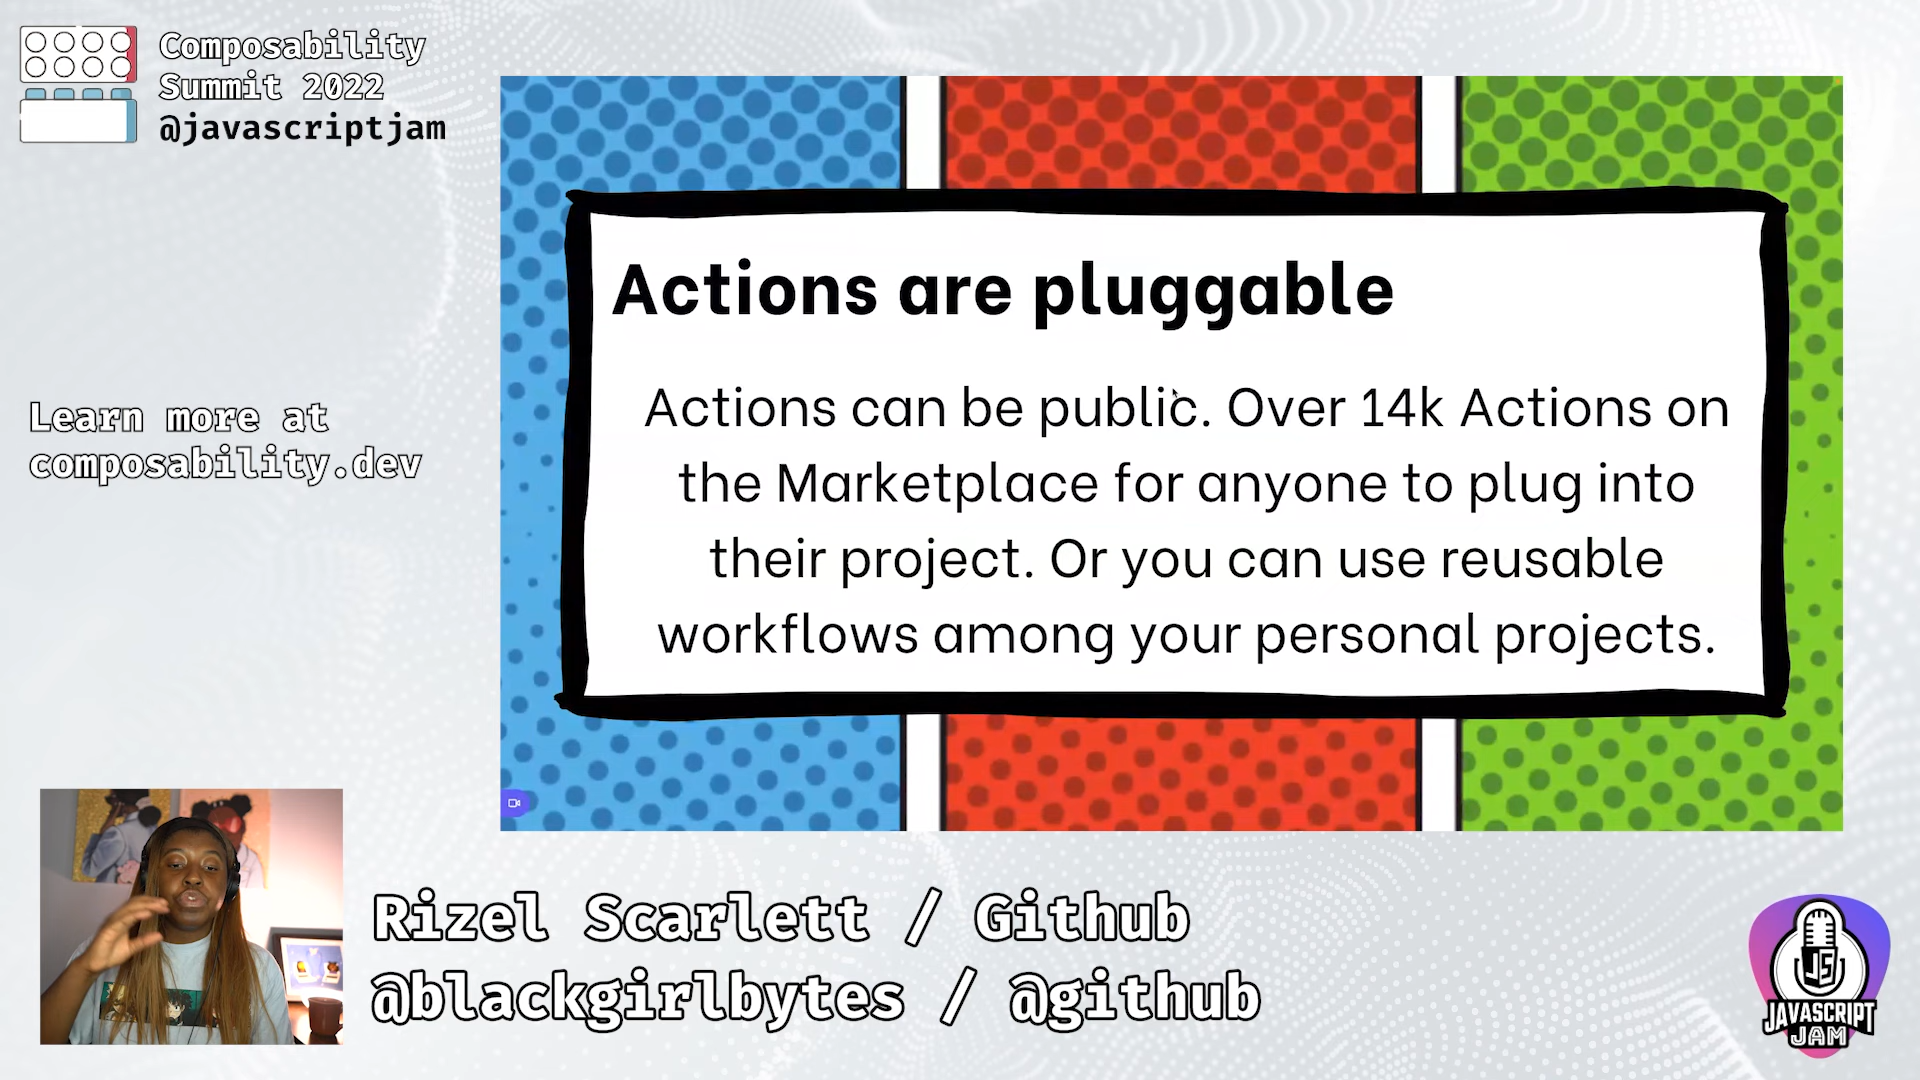 Composability
Summit 2022
@javascriptjam
Learn more at
composability.dev
Actions are pluggable
Actions can be public. Over 14k Actions on
the Marketplace for anyone to plug into
their project. Or you can use reusable
workflows among your personal projects.
Rizel Scarlett / Github
@blackgirlbytes / @github
JS
JAVASCRIPT
JAM